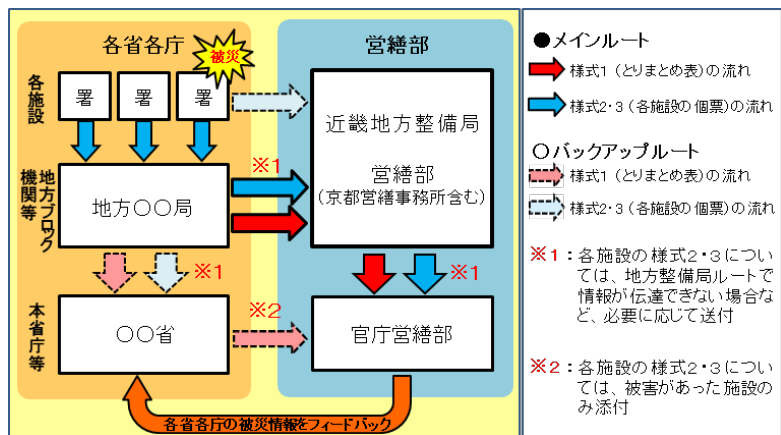 各省各庁
被災
営繕部
各施設
署
署
署
近畿地方整備局
営繕部
(京都営繕事務所含む)
地方ブロック
機関等
地方〇〇局
※1
※1
※1
本省庁等
〇〇省
※2
官庁営繕部
各省各庁の被災情報をフィードバック
●メインルート
様式1(とりまとめ表)の流れ
様式2・3(各施設の個票)の流れ
〇バックアップルート
様式1(とりまとめ表)の流れ
様式2・3(各施設の個票)の流れ
※1:各施設の様式2・3につい
ては、地方整備局ルートで
情報が伝達できない場合な
ど、必要に応じて送付
※2:各施設の様式2・3につい
ては、被害があった施設の
み添付